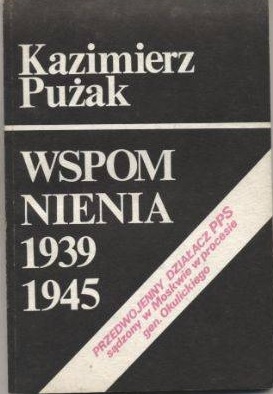 Kazimierz
Pużak
WSPOM
NIENIA
1939
1945
PRZEDWOJENNY DZIAŁACZ PPS
sądzony w Moskwie w procesie
gen. Okulickiego